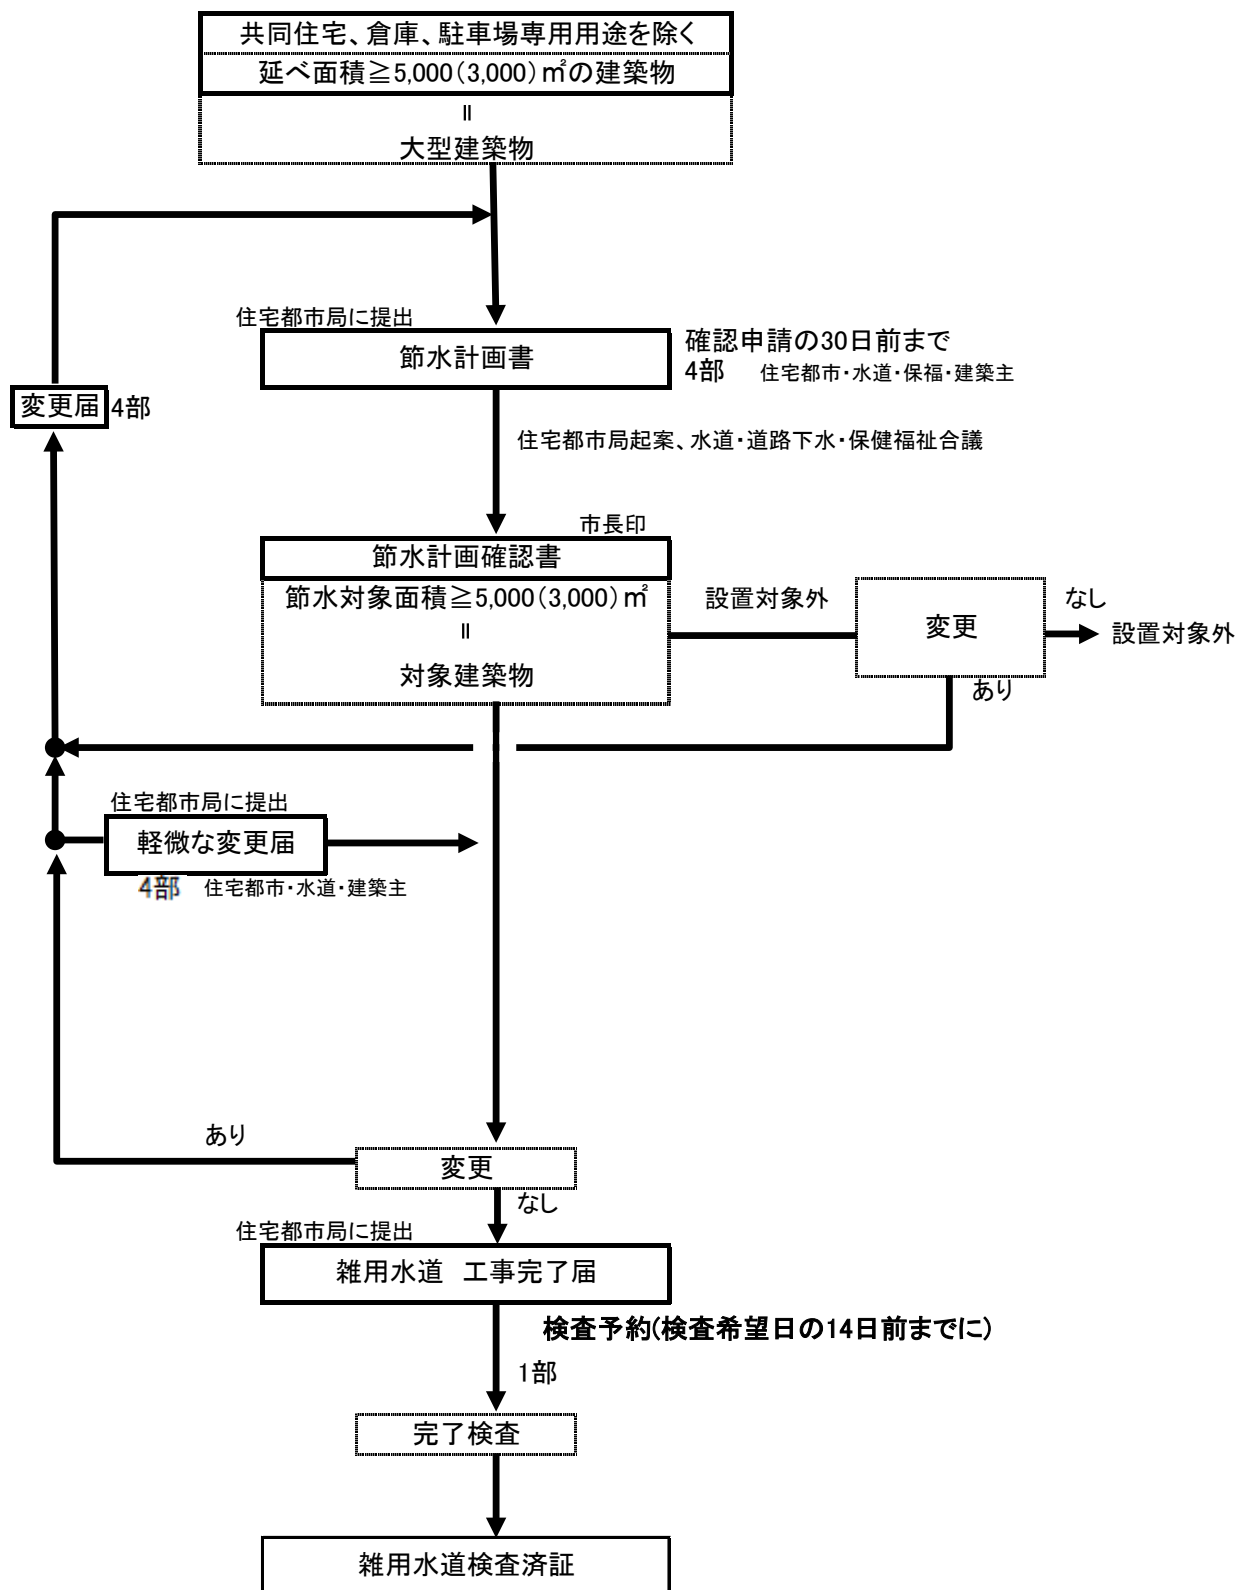 共同住宅、倉庫、駐車場専用用途を除く
延べ面積≧5,000(3,000)㎡の建築物
＝
大型建築物
住宅都市局に提出
節水計画書
確認申請の30日前まで
4部　住宅都市・水道・保福・建築主
変更届 4部
住宅都市局起案、水道・道路下水・保健福祉合議
市長印
節水計画確認書
節水対象面積≧5,000(3,000)㎡
＝
対象建築物
設置対象外
変更
なし
設置対象外
あり
住宅都市局に提出
軽微な変更届
4部　住宅都市・水道・建築主
あり
変更
なし
住宅都市局に提出
雑用水道　工事完了届
検査予約(検査希望日の14日前までに)
1部
完了検査
雑用水道検査済証